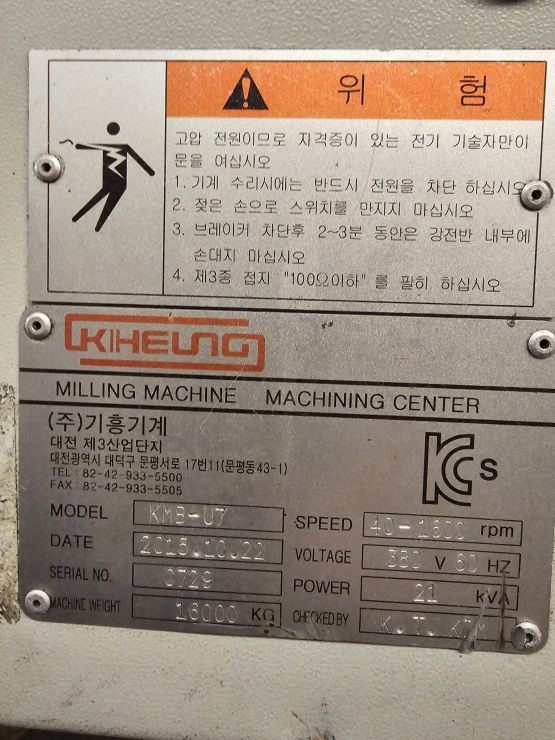 위 험
고압 전원이므로 자격증이 있는 전기 기술자만이
문을 여십시오
1. 기계 수리시에는 반드시 전원을 차단 하십시오
2. 젖은 손으로 스위치를 만지지 마십시오
3. 브레이커 차단후 2~3분 동안은 강전반 내부에
손대지 마십시오
4. 제3종 접지 "100Ω이하" 를 필히 하십시오
KIHEUNG
MILLING MACHINE MACHINING CENTER
(주)기흥기계
대전 제3산업단지
대전광역시 대덕구 문평서로 17번11(문평동43-1)
TEL : 82-42-933-5500
FAX : 82-42-933-5505
KC s
MODEL KMB-U7
DATE 2015.10.22
SERIAL NO. 0729
MACHINE WEIGHT 16000 KG
SPEED 40-1600 rpm
VOLTAGE 380 V 60 HZ
POWER 21 kVA
CHECKED BY K.T. KIM